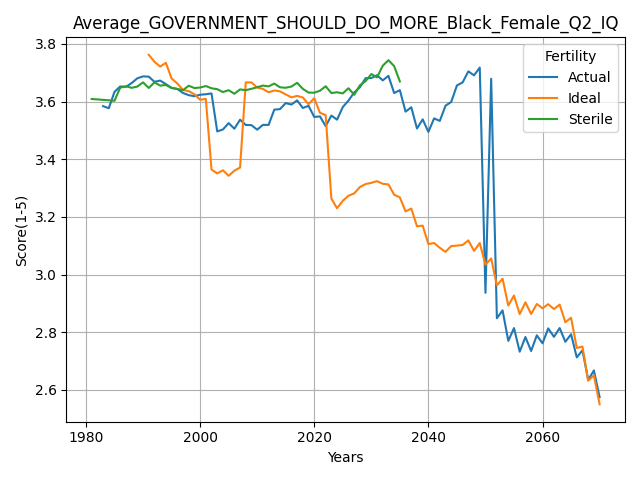 Average_GOVERNMENT_SHOULD_DO_MORE_Black_Female_Q2_IQ
Fertility
Actual
Ideal
Sterile
Score(1-5)
3.8
3.6
3.4
3.2
3.0
2.8
2.6
1980 2000 2020 2040 2060
Years